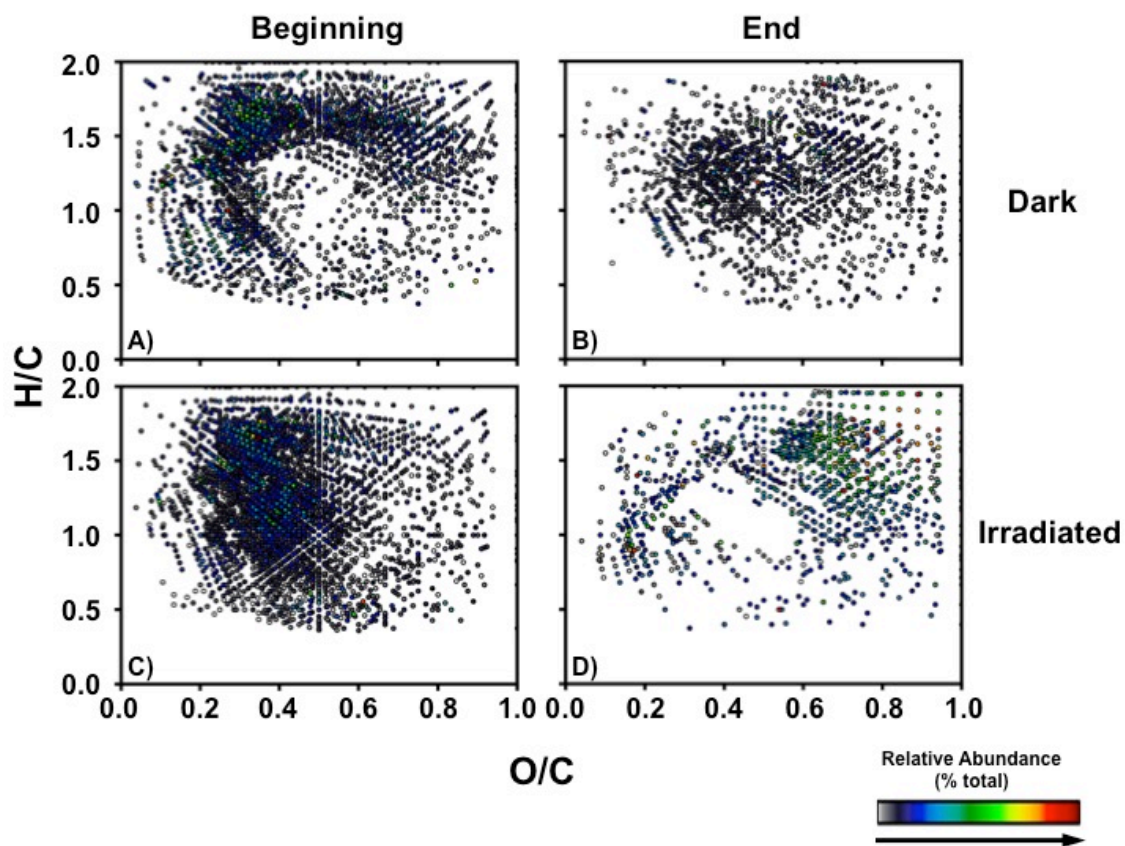 Beginning End
2.0
1.5
1.0
0.5
0.0
A)
B)
Dark
H/C
2.0
1.5
1.0
0.5
0.0
C)
D)
Irradiated
0.0 0.2 0.4 0.6 0.8 1.0 0.0 0.2 0.4 0.6 0.8 1.0
O/C
Relative Abundance
(% total)